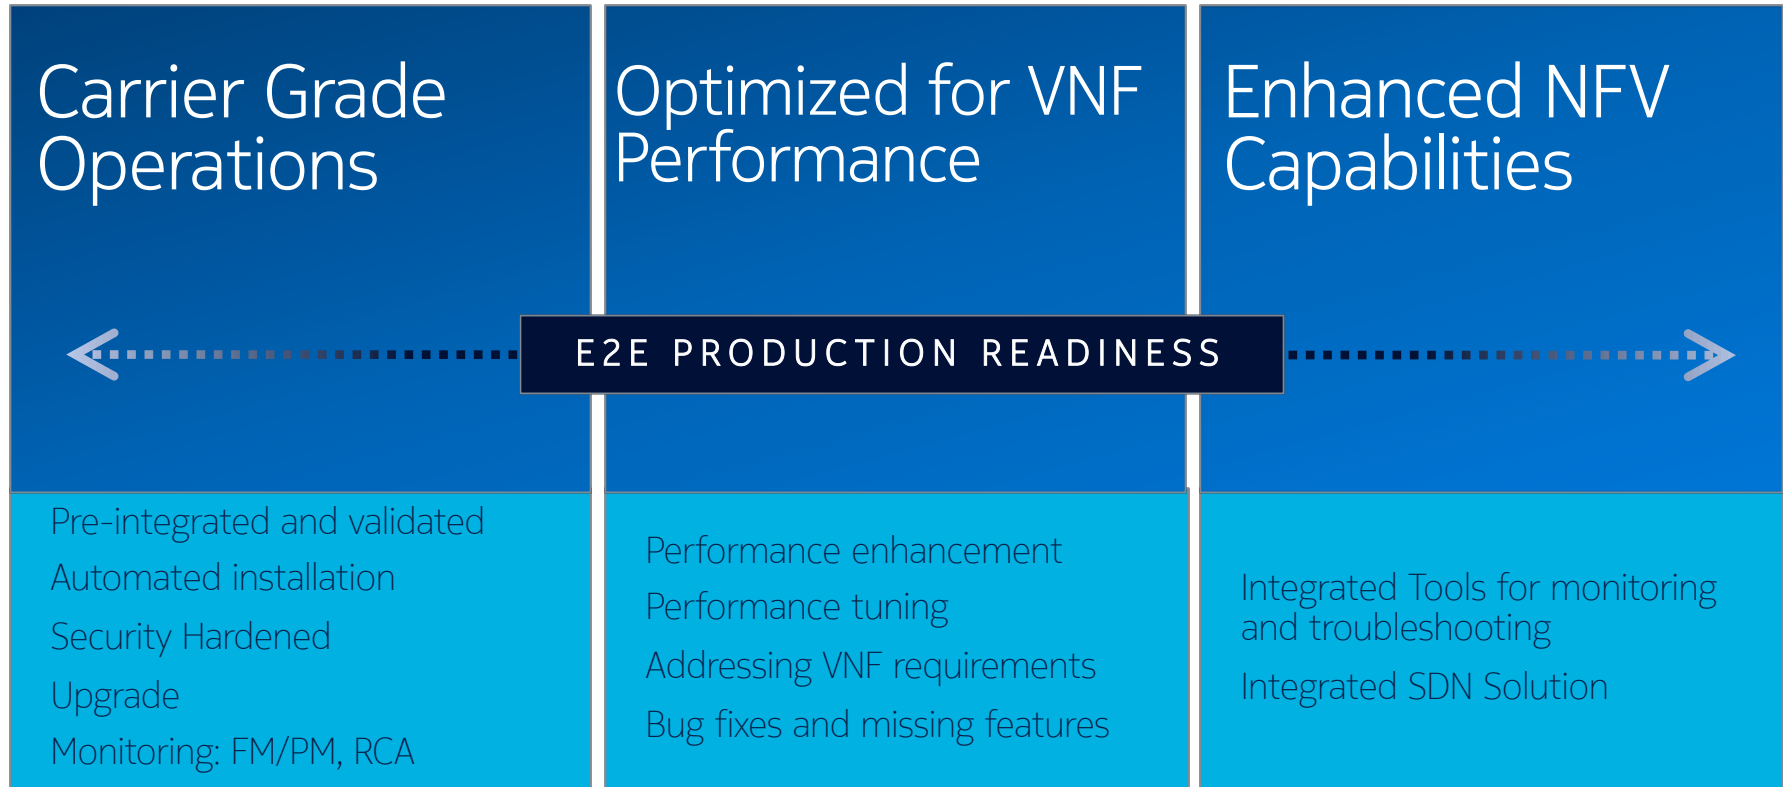 Carrier Grade
Operations
Optimized for VNF
Performance
Enhanced NFV
Capabilities
E2E PRODUCTION READINESS
Pre-integrated and validated
Automated installation
Security Hardened
Upgrade
Monitoring: FM/PM, RCA
Performance enhancement
Performance tuning
Addressing VNF requirements
Bug fixes and missing features
Integrated Tools for monitoring
and troubleshooting
Integrated SDN Solution